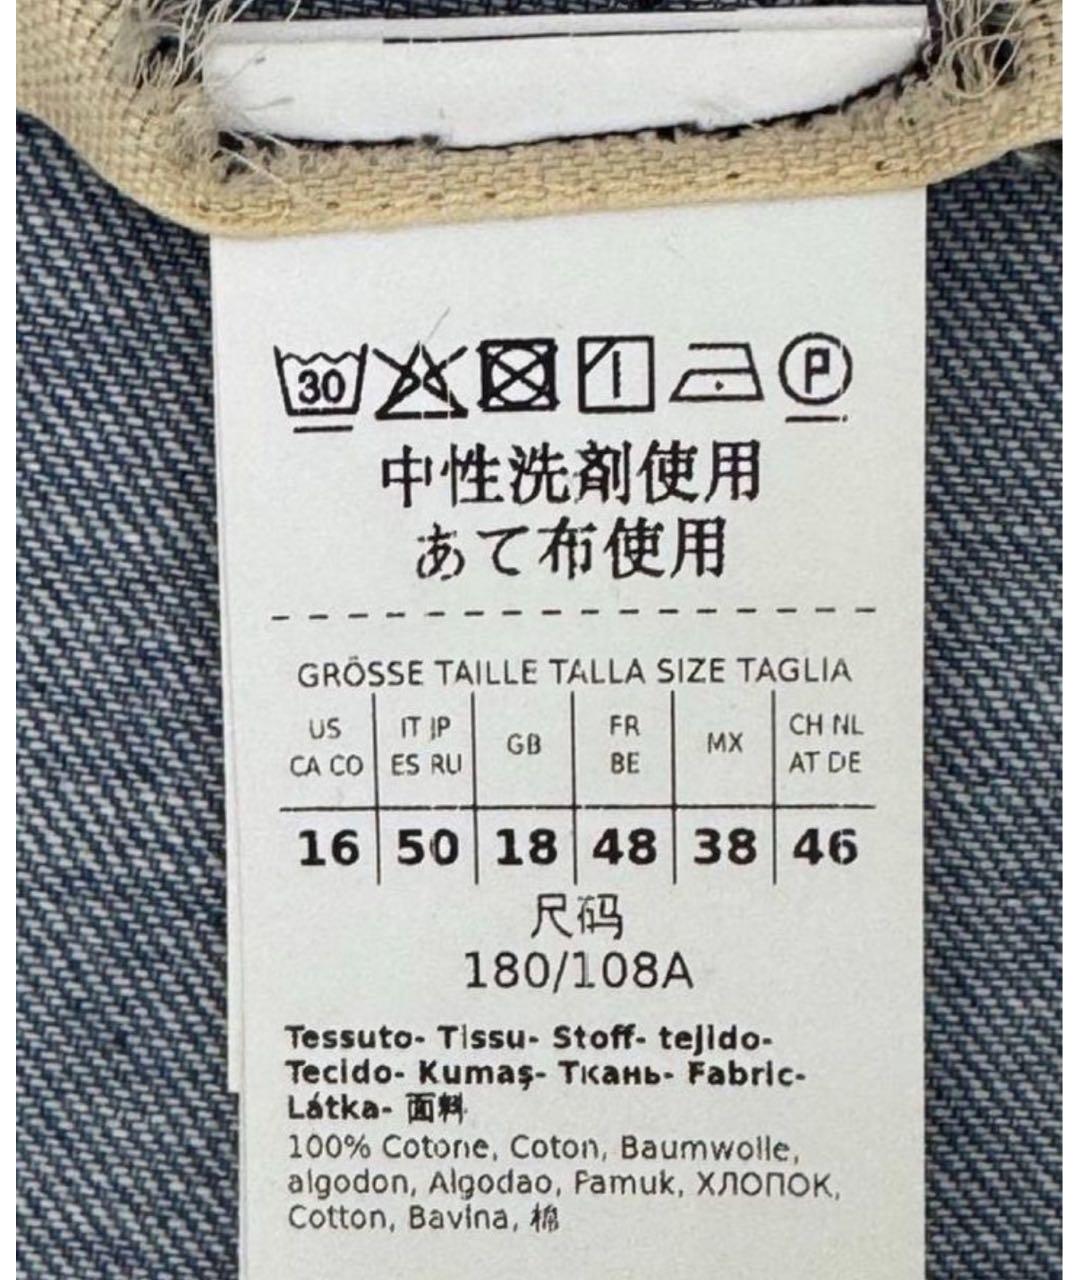 30 P
中性洗剤使用
あて布使用
GRÖSSE TAILLE TALLA SIZE TAGLIA
US CA CO | IT JP ES RU | GB | FR BE | MX | CH NL AT DE
16 | 50 | 18 | 48 | 38 | 46
尺码
180/108A
Tessuto- Tissu- Stoff- tejido-
Tecido- Kumaş- Ткань- Fabric-
Látka- 面料
100% Cotone, Coton, Baumwolle,
algodon, Algodao, Pamuk, ХЛОПОК,
Cotton, Bavlna, 棉